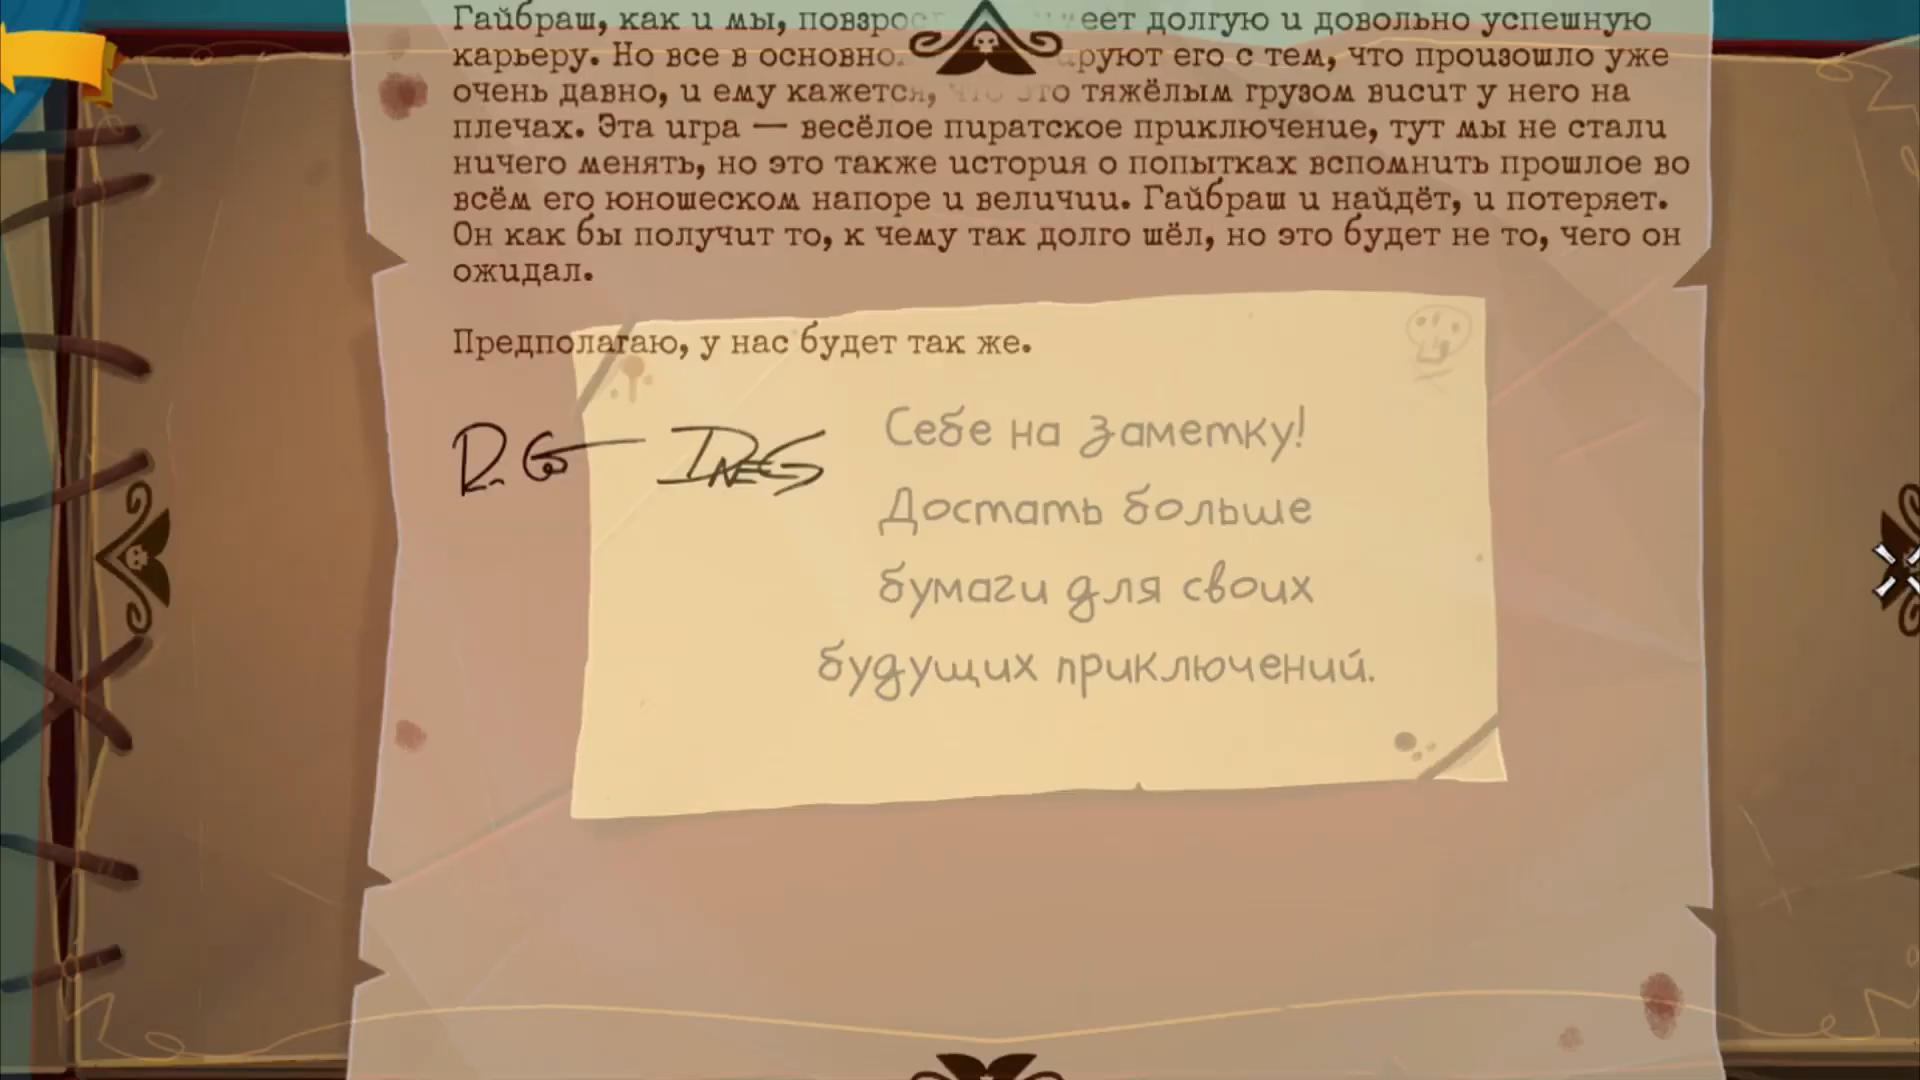 Гайбраш, как и мы, долгую и довольно успешную
карьеру. Но все в его с тем, что произошло уже
очень давно, и ему кажется, что это тяжёлым грузом висит у него на
плечах. Эта игра — весёлое пиратское приключение, тут мы не стали
ничего менять, но это также история о попытках вспомнить прошлое во
всём его юношеском напоре и величии. Гайбраш и найдёт, и потеряет.
Он как бы получит то, к чему так долго шёл, но это будет не то, чего он
ожидал.
Предполагаю, у нас будет так же.
Себе на заметку!
Достать больше
бумаги для своих
будущих приключений.